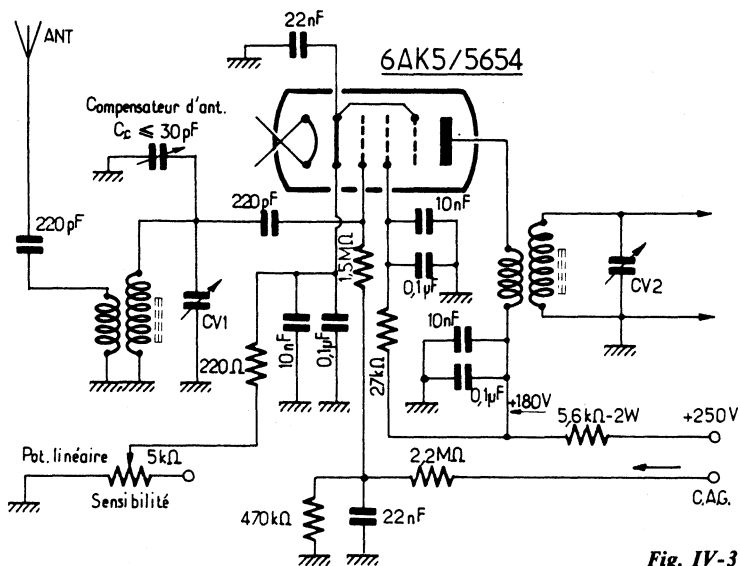 22nF
ANT
6AK5/5654
Compensateur d'ant.
Cc ≤ 30pF
220pF
220pF
10nF
1,5MΩ
0,1µF
CV1
CV2
220Ω
10nF
0,1µF
27kΩ
10nF
0,1µF
+180V
5,6kΩ-2W
+250V
Pot. linéaire
5kΩ
Sensibilité
2,2MΩ
C.A.G.
470kΩ
22nF
Fig. IV-3